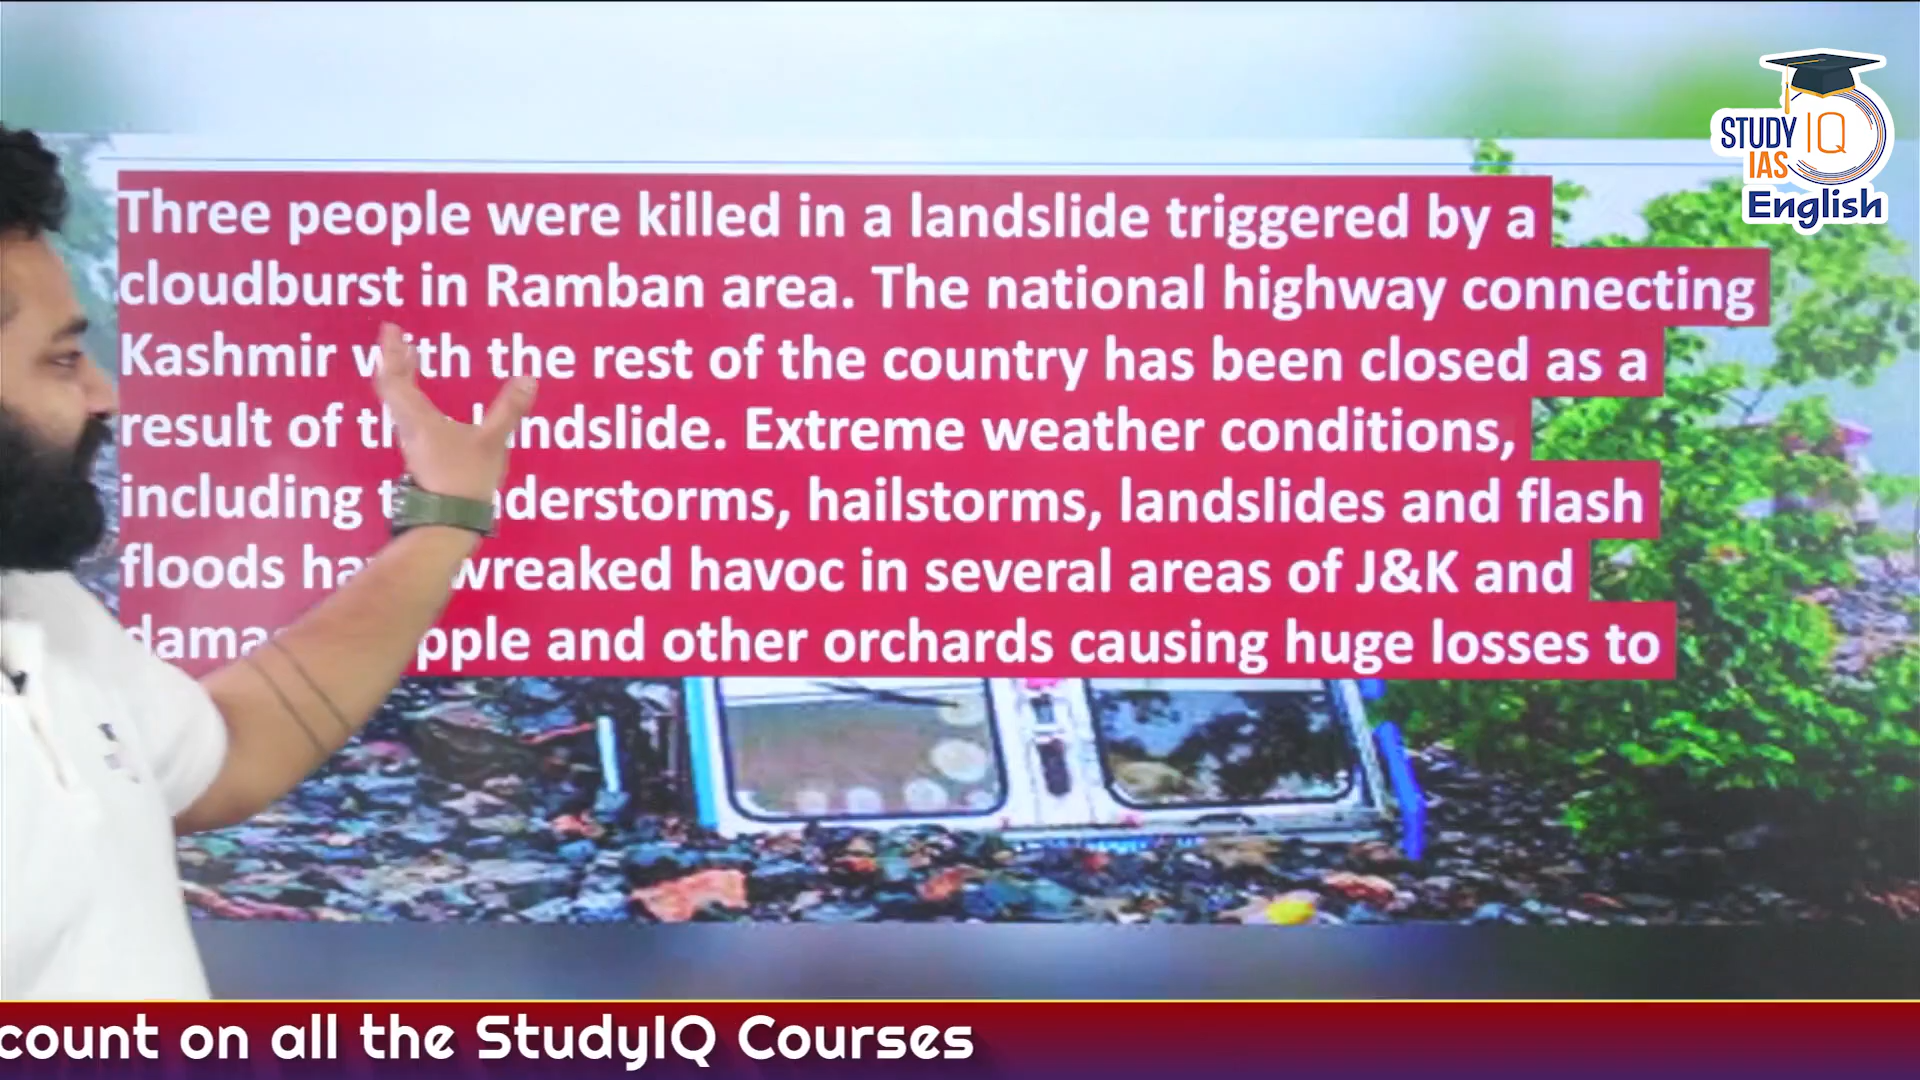 Three people were killed in a landslide triggered by a
cloudburst in Ramban area. The national highway connecting
Kashmir with the rest of the country has been closed as a
result of the landslide. Extreme weather conditions,
including thunderstorms, hailstorms, landslides and flash
floods have wreaked havoc in several areas of J&K and
and other orchards causing huge losses to
STUDY IQ
IAS
English
count on all the StudyIQ Courses